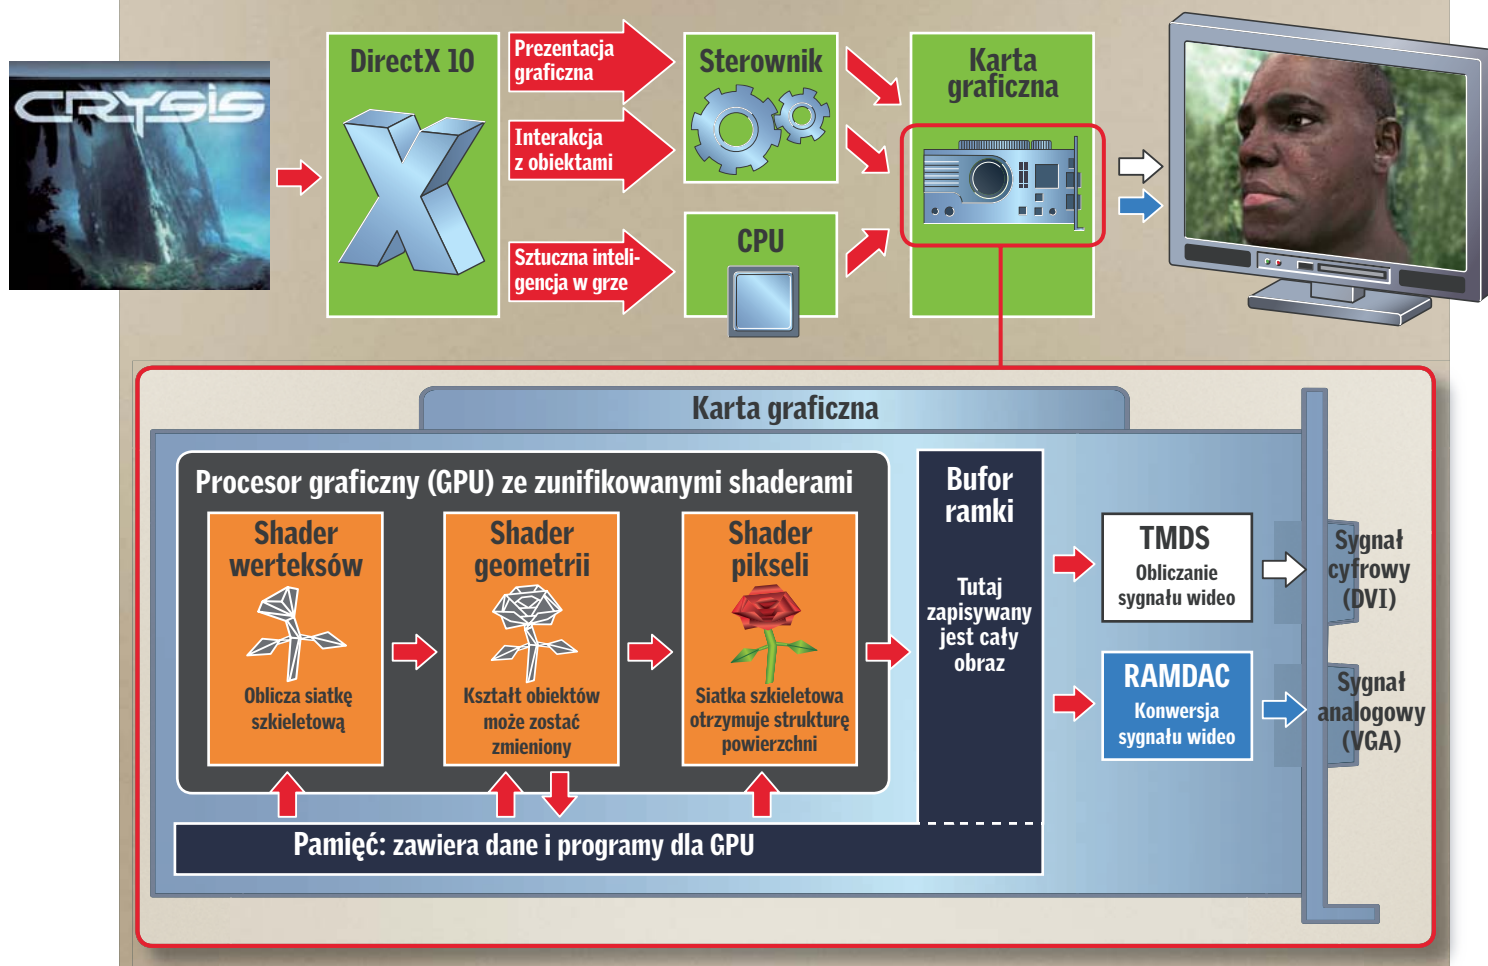 CRYSIS
DirectX 10
Prezentacja
graficzna
Interakcja
z obiektami
Sztuczna inteli-
gencja w grze
Sterownik
CPU
Karta
graficzna
Karta graficzna
Procesor graficzny (GPU) ze zunifikowanymi shaderami
Shader
werteksów
Oblicza siatkę
szkieletową
Shader
geometrii
Kształt obiektów
może zostać
zmieniony
Shader
pikseli
Siatka szkieletowa
otrzymuje strukturę
powierzchni
Bufor
ramki
Tutaj
zapisywany
jest cały
obraz
TMDS
Obliczanie
sygnału wideo
Sygnał
cyfrowy
(DVI)
RAMDAC
Konwersja
sygnału wideo
Sygnał
analogowy
(VGA)
Pamięć: zawiera dane i programy dla GPU